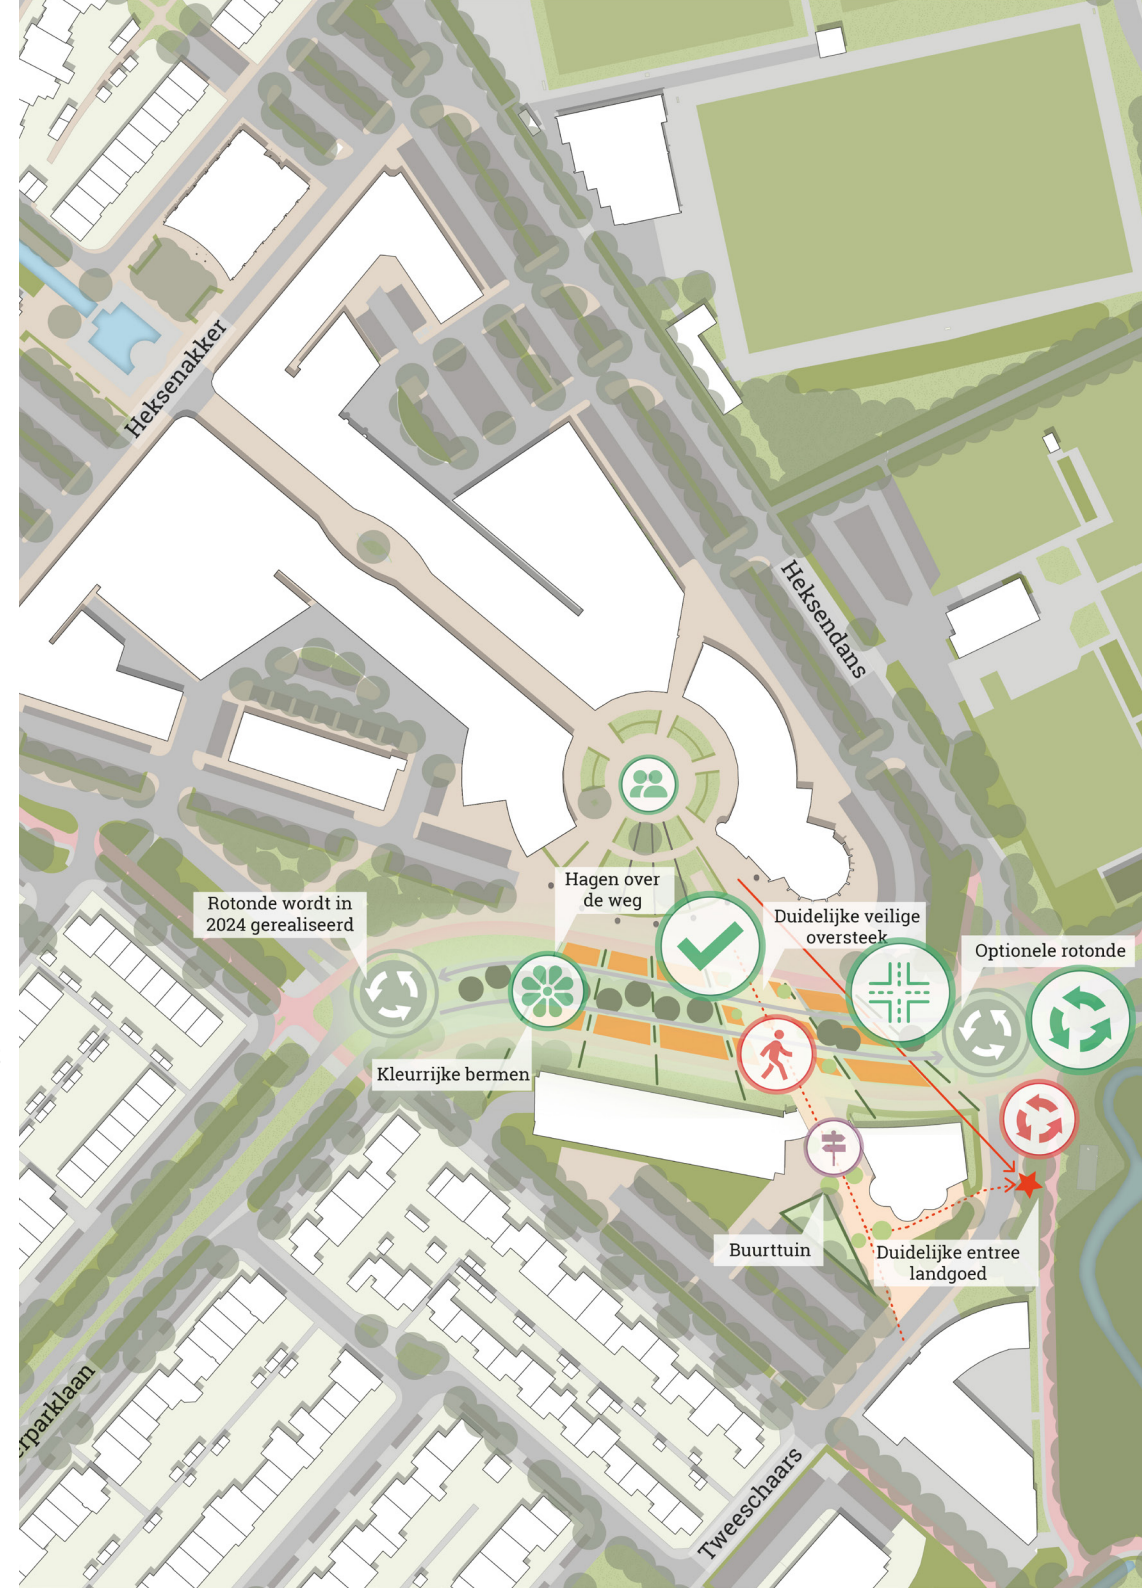 Heksenakker
Heksendans
Hagen over
de weg
Rotonde wordt in
2024 gerealiseerd
Duidelijke veilige
oversteek
Optionele rotonde
Kleurrijke bermen
Buurttuin
Duidelijke entree
landgoed
erparklaan
Tweeschaars